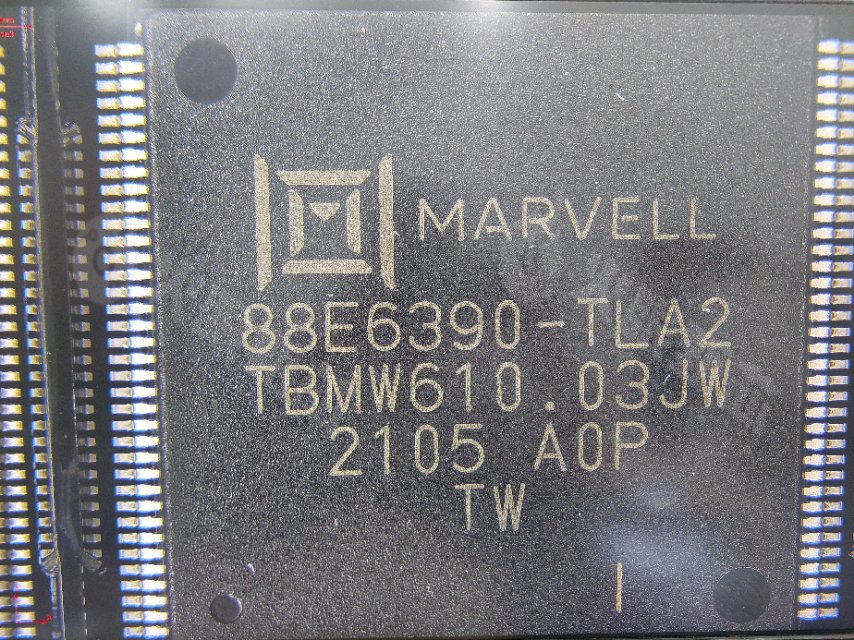 MARVELL
88E6390-TLA2
TBMW610.03JW
2105 A0P
TW
I